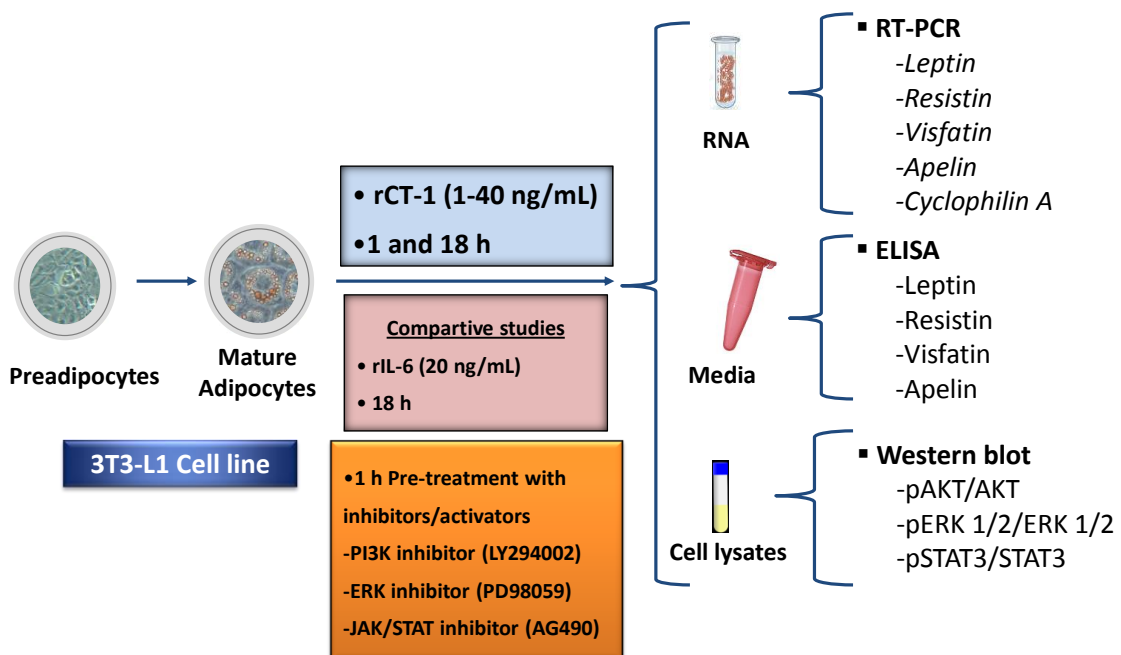 Preadipocytes
Mature
Adipocytes
3T3-L1 Cell line
• rCT-1 (1-40 ng/mL)
•1 and 18 h
Compartive studies
• rIL-6 (20 ng/mL)
• 18 h
•1 h Pre-treatment with
inhibitors/activators
-PI3K inhibitor (LY294002)
-ERK inhibitor (PD98059)
-JAK/STAT inhibitor (AG490)
RNA
▪ RT-PCR
-Leptin
-Resistin
-Visfatin
-Apelin
-Cyclophilin A
Media
▪ ELISA
-Leptin
-Resistin
-Visfatin
-Apelin
Cell lysates
▪ Western blot
-pAKT/AKT
-pERK 1/2/ERK 1/2
-pSTAT3/STAT3